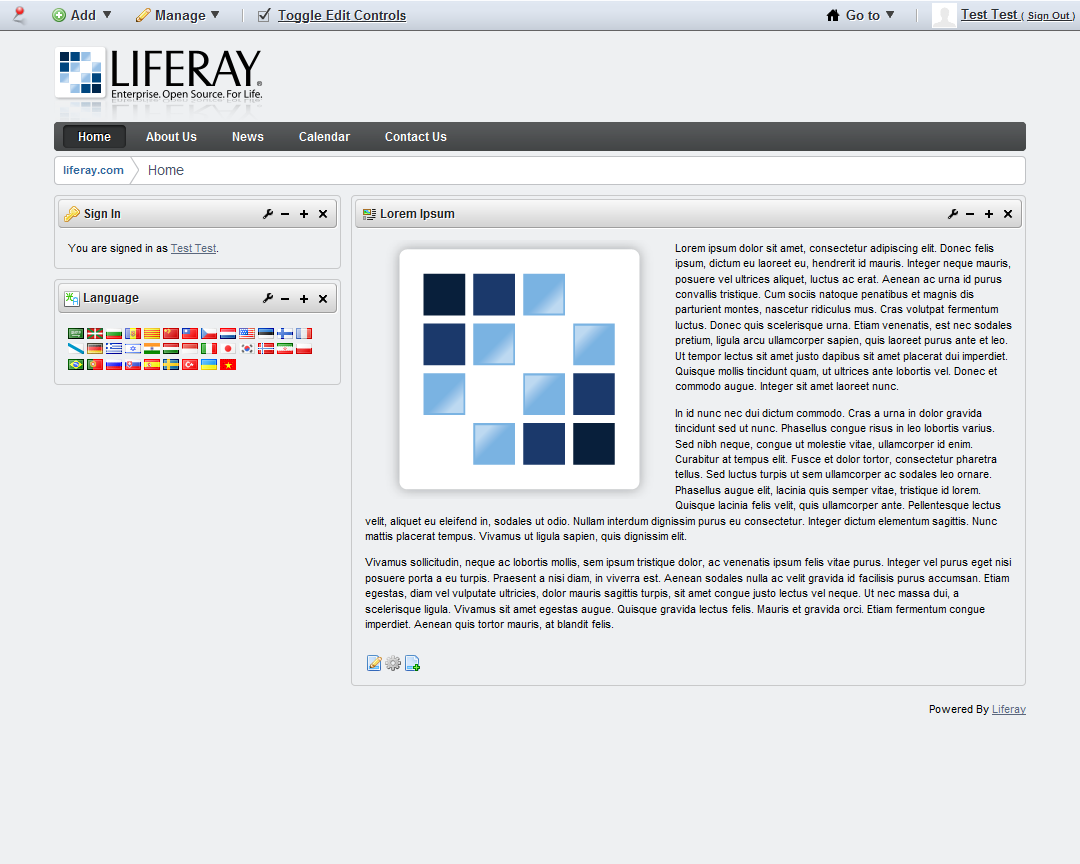 Add Manage Toggle Edit Controls Go to Test Test ( Sign Out )
LIFERAY
Enterprise. Open Source. For Life.
Home About Us News Calendar Contact Us
liferay.com Home
Sign In
You are signed in as Test Test.
Language
Lorem Ipsum
Lorem ipsum dolor sit amet, consectetur adipiscing elit. Donec felis
ipsum, dictum eu laoreet eu, hendrerit id mauris. Integer neque mauris,
posuere vel ultrices aliquet, luctus ac erat. Aenean ac urna id purus
convallis tristique. Cum sociis natoque penatibus et magnis dis
parturient montes, nascetur ridiculus mus. Cras volutpat fermentum
luctus. Donec quis scelerisque urna. Etiam venenatis, est nec sodales
pretium, ligula arcu ullamcorper sapien, quis laoreet purus ante et leo.
Ut tempor lectus sit amet justo dapibus sit amet placerat dui imperdiet.
Quisque mollis tincidunt quam, ut ultrices ante lobortis vel. Donec et
commodo augue. Integer sit amet laoreet nunc.
In id nunc nec dui dictum commodo. Cras a urna in dolor gravida
tincidunt sed ut nunc. Phasellus congue risus in leo lobortis varius.
Sed nibh neque, congue ut molestie vitae, ullamcorper id enim.
Curabitur at tempus elit. Fusce et dolor tortor, consectetur pharetra
tellus. Sed luctus turpis ut sem ullamcorper ac sodales leo ornare.
Phasellus augue elit, lacinia quis semper vitae, tristique id lorem.
Quisque lacinia felis velit, quis ullamcorper ante. Pellentesque lectus
velit, aliquet eu eleifend in, sodales ut odio. Nullam interdum dignissim purus eu consectetur. Integer dictum elementum sagittis. Nunc
mattis placerat tempus. Vivamus ut ligula sapien, quis dignissim elit.
Vivamus sollicitudin, neque ac lobortis mollis, sem ipsum tristique dolor, ac venenatis ipsum felis vitae purus. Integer vel purus eget nisi
posuere porta a eu turpis. Praesent a nisi diam, in viverra est. Aenean sodales nulla ac velit gravida id facilisis purus accumsan. Etiam
egestas, diam vel vulputate ultricies, dolor mauris sagittis turpis, sit amet congue justo lectus vel neque. Ut nec massa dui, a
scelerisque ligula. Vivamus sit amet egestas augue. Quisque gravida lectus felis. Mauris et gravida orci. Etiam fermentum congue
imperdiet. Aenean quis tortor mauris, at blandit felis.
Powered By Liferay